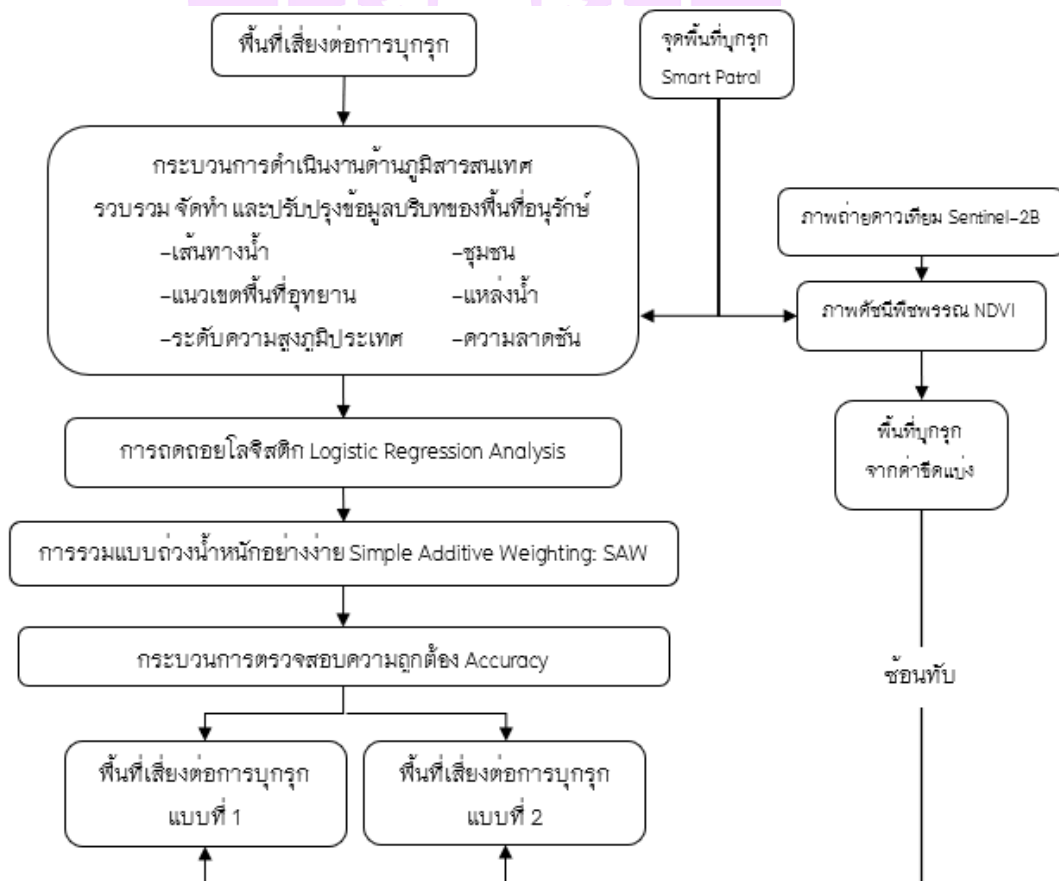 พื้นที่เสี่ยงต่อการบุกรุก
จุดพื้นที่บุกรุก
Smart Patrol
กระบวนการดำเนินงานด้านภูมิสารสนเทศ
รวบรวม จัดทำ และปรับปรุงข้อมูลบริบทของพื้นที่อนุรักษ์
-เส้นทางน้ำ
-ชุมชน
-แนวเขตพื้นที่อุทยาน
-แหล่งน้ำ
-ระดับความสูงภูมิประเทศ
-ความลาดชัน
ภาพถ่ายดาวเทียม Sentinel-2B
ภาพดัชนีพืชพรรณ NDVI
พื้นที่บุกรุก
จากค่าขีดแบ่ง
การถดถอยโลจิสติก Logistic Regression Analysis
การรวมแบบถ่วงน้ำหนักอย่างง่าย Simple Additive Weighting: SAW
กระบวนการตรวจสอบความถูกต้อง Accuracy
ซ้อนทับ
พื้นที่เสี่ยงต่อการบุกรุก
แบบที่ 1
พื้นที่เสี่ยงต่อการบุกรุก
แบบที่ 2